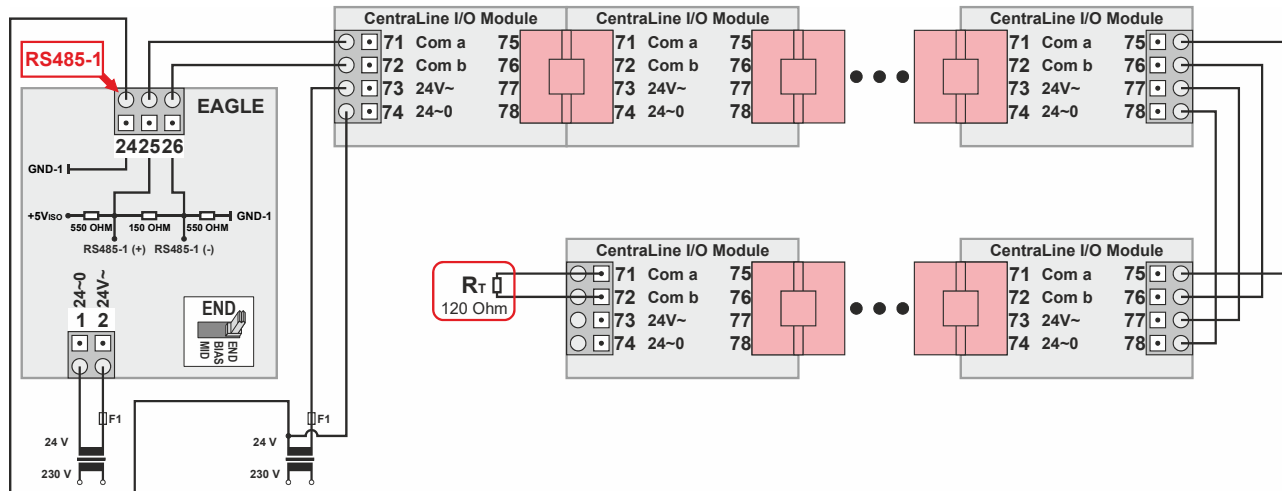 RS485-1
EAGLE
24 25 26
GND-1
+5VISO
550 OHM
150 OHM
550 OHM
GND-1
RS485-1 (+)
RS485-1 (-)
24~0
24V~
1 2
END
END
BIAS
MID
F1
24 V
230 V
F1
24 V
230 V
CentraLine I/O Module
71 Com a 75
72 Com b 76
73 24V~ 77
74 24~0 78
CentraLine I/O Module
71 Com a 75
72 Com b 76
73 24V~ 77
74 24~0 78
CentraLine I/O Module
71 Com a 75
72 Com b 76
73 24V~ 77
74 24~0 78
RT
120 Ohm
CentraLine I/O Module
71 Com a 75
72 Com b 76
73 24V~ 77
74 24~0 78
CentraLine I/O Module
71 Com a 75
72 Com b 76
73 24V~ 77
74 24~0 78